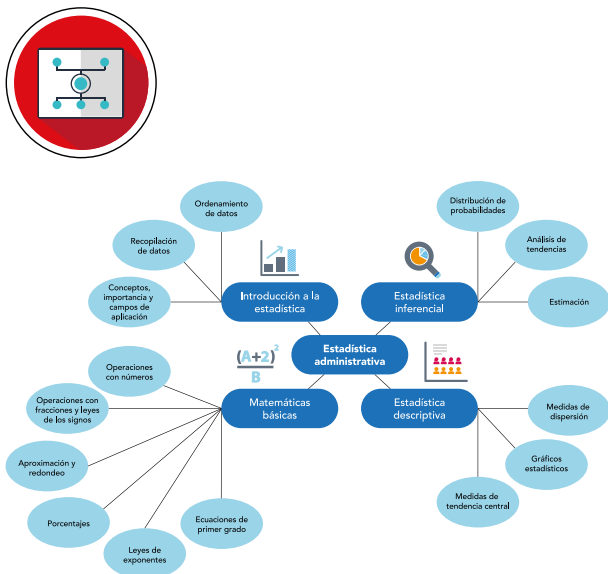 Ordenamiento
de datos
Recopilación
de datos
Conceptos,
importancia y
campos de
aplicación
Introducción a la
estadística
Distribución de
probabilidades
Análisis de
tendencias
Estimación
Estadística
inferencial
Estadística
administrativa
(A+2)²
B
Matemáticas
básicas
Operaciones
con números
Operaciones con
fracciones y leyes
de los signos
Aproximación y
redondeo
Porcentajes
Leyes de
exponentes
Ecuaciones de
primer grado
Estadística
descriptiva
Medidas de
dispersión
Gráficos
estadísticos
Medidas de
tendencia central